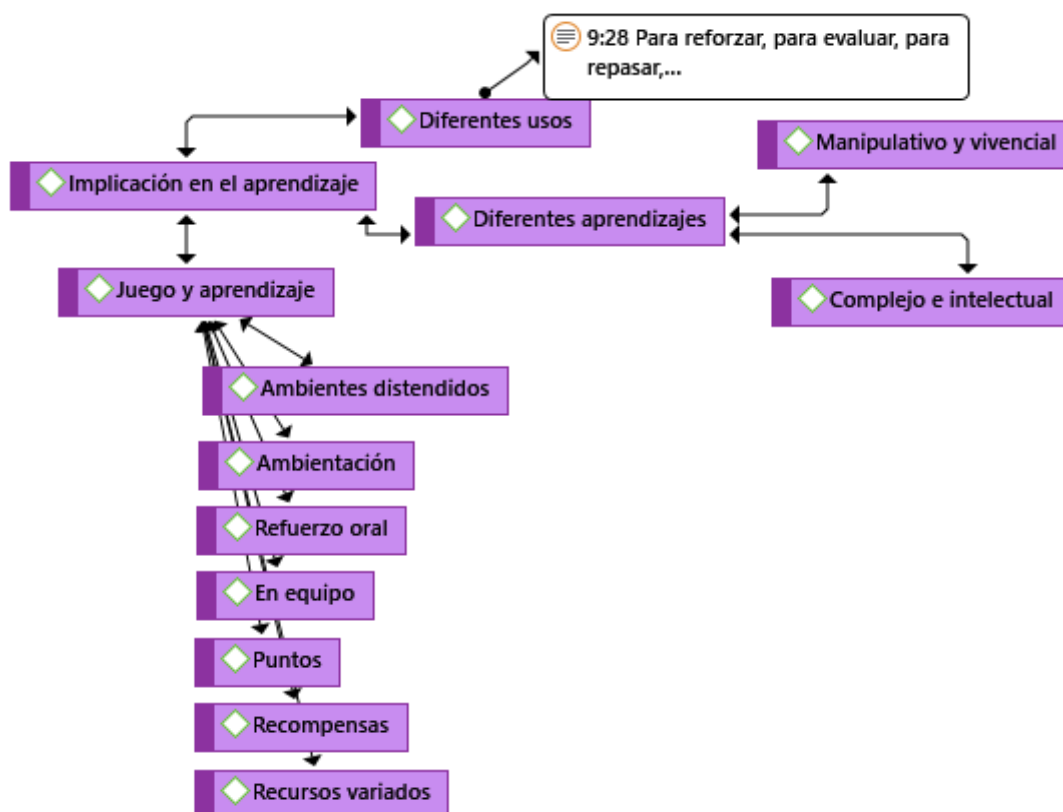 9:28 Para reforzar, para evaluar, para
repasar,...
Diferentes usos
Manipulativo y vivencial
Implicación en el aprendizaje
Diferentes aprendizajes
Juego y aprendizaje
Complejo e intelectual
Ambientes distendidos
Ambientación
Refuerzo oral
En equipo
Puntos
Recompensas
Recursos variados